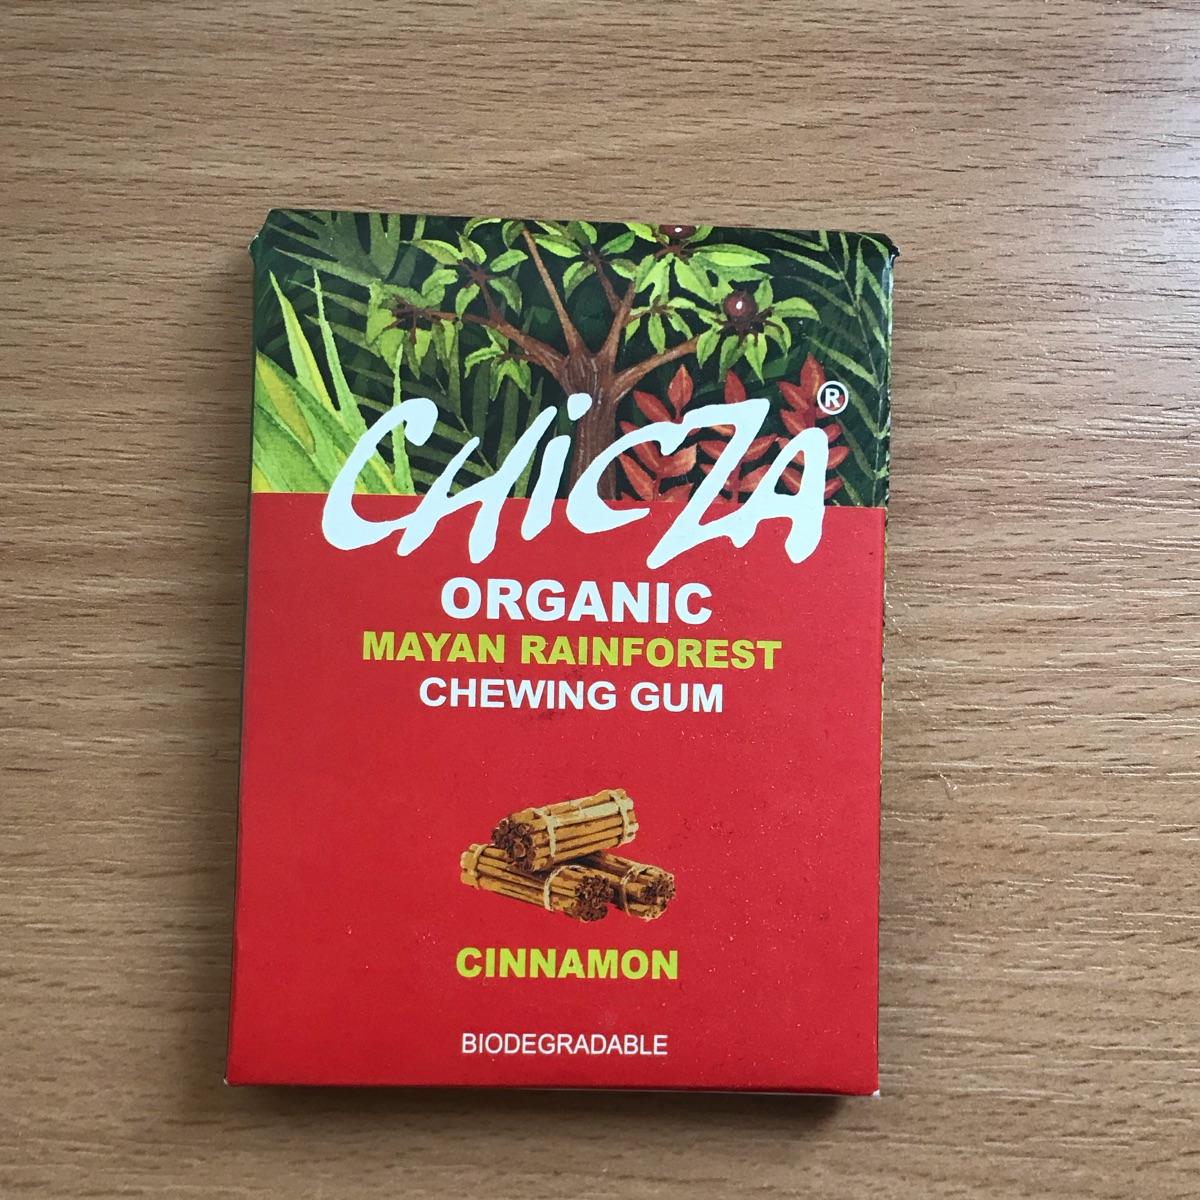 CHiCZA®
ORGANIC
MAYAN RAINFOREST
CHEWING GUM
CINNAMON
BIODEGRADABLE